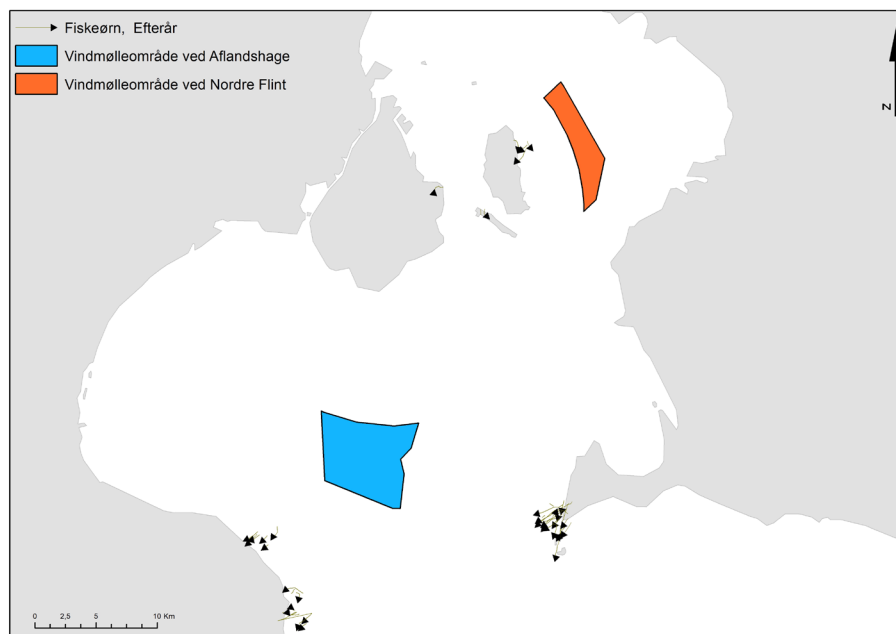 Fiskeørn, Efterår
Vindmølleområde ved Aflandshage
Vindmølleområde ved Nordre Flint
N
0 2,5 5 10 Km